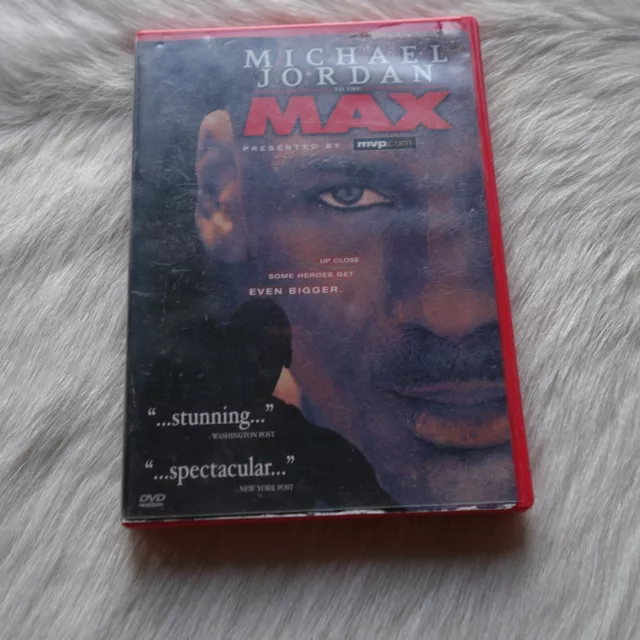 MICHAEL
JORDAN
TO THE
MAX
PRESENTED BY mvp.com
UP CLOSE
SOME HEROES GET
EVEN BIGGER.
“...stunning...”
-WASHINGTON POST
“...spectacular...”
-NEW YORK POST
DVD